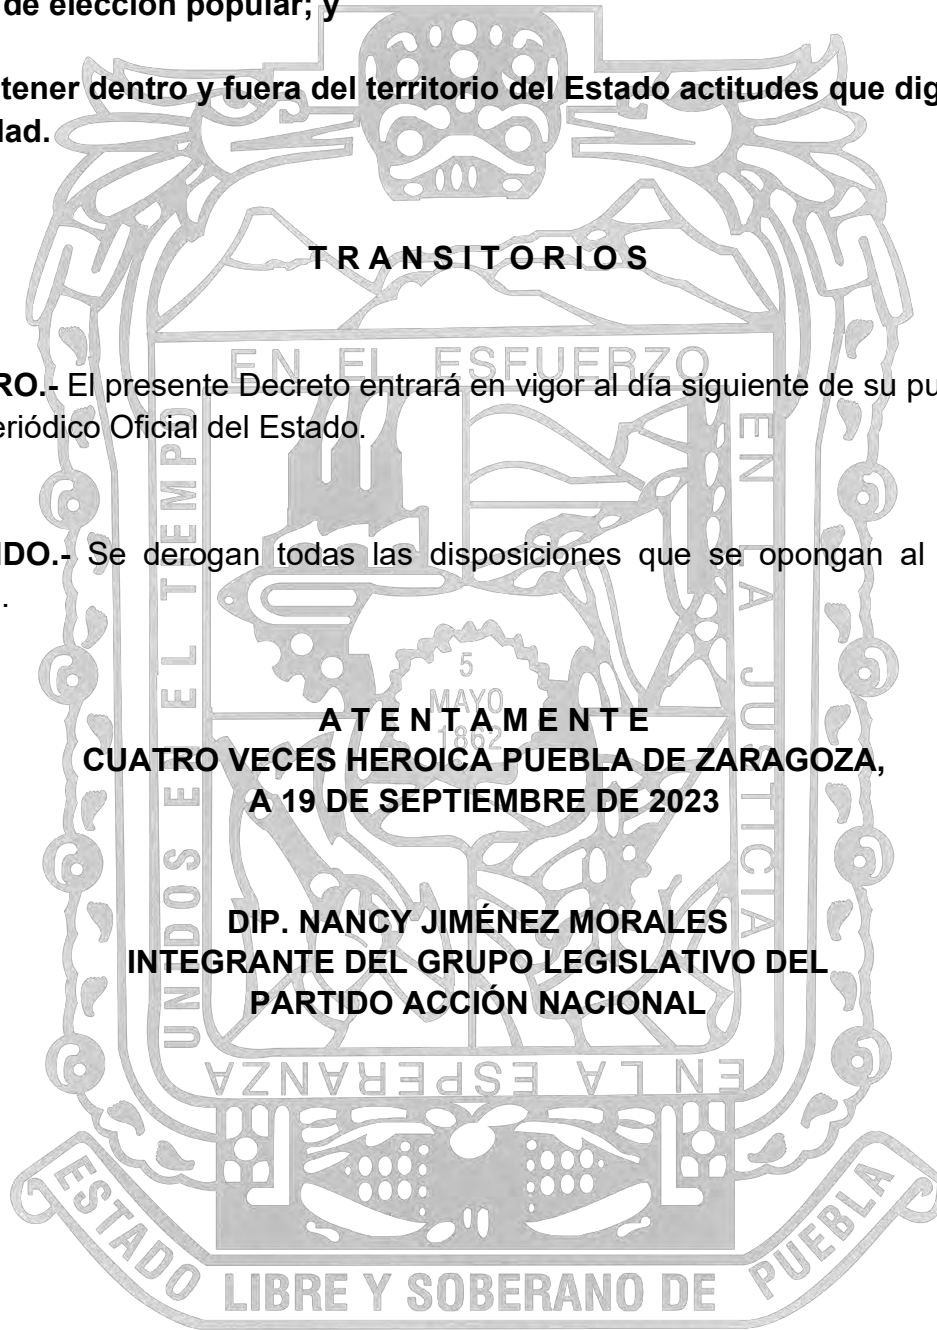 de elección popular; y
tener dentro y fuera del territorio del Estado actitudes que dig
dad.
T R A N S I T O R I O S
RO.- El presente Decreto entrará en vigor al día siguiente de su pu
eriódico Oficial del Estado.
NDO.- Se derogan todas las disposiciones que se opongan al
.
A T E N T A M E N T E
CUATRO VECES HEROICA PUEBLA DE ZARAGOZA,
A 19 DE SEPTIEMBRE DE 2023
DIP. NANCY JIMÉNEZ MORALES
INTEGRANTE DEL GRUPO LEGISLATIVO DEL
PARTIDO ACCIÓN NACIONAL
UNIDOS EN EL TIEMPO
EN EL ESFUERZO
EN LA JUSTICIA
EN LA ESPERANZA
5
MAYO
1862
ESTADO LIBRE Y SOBERANO DE PUEBLA